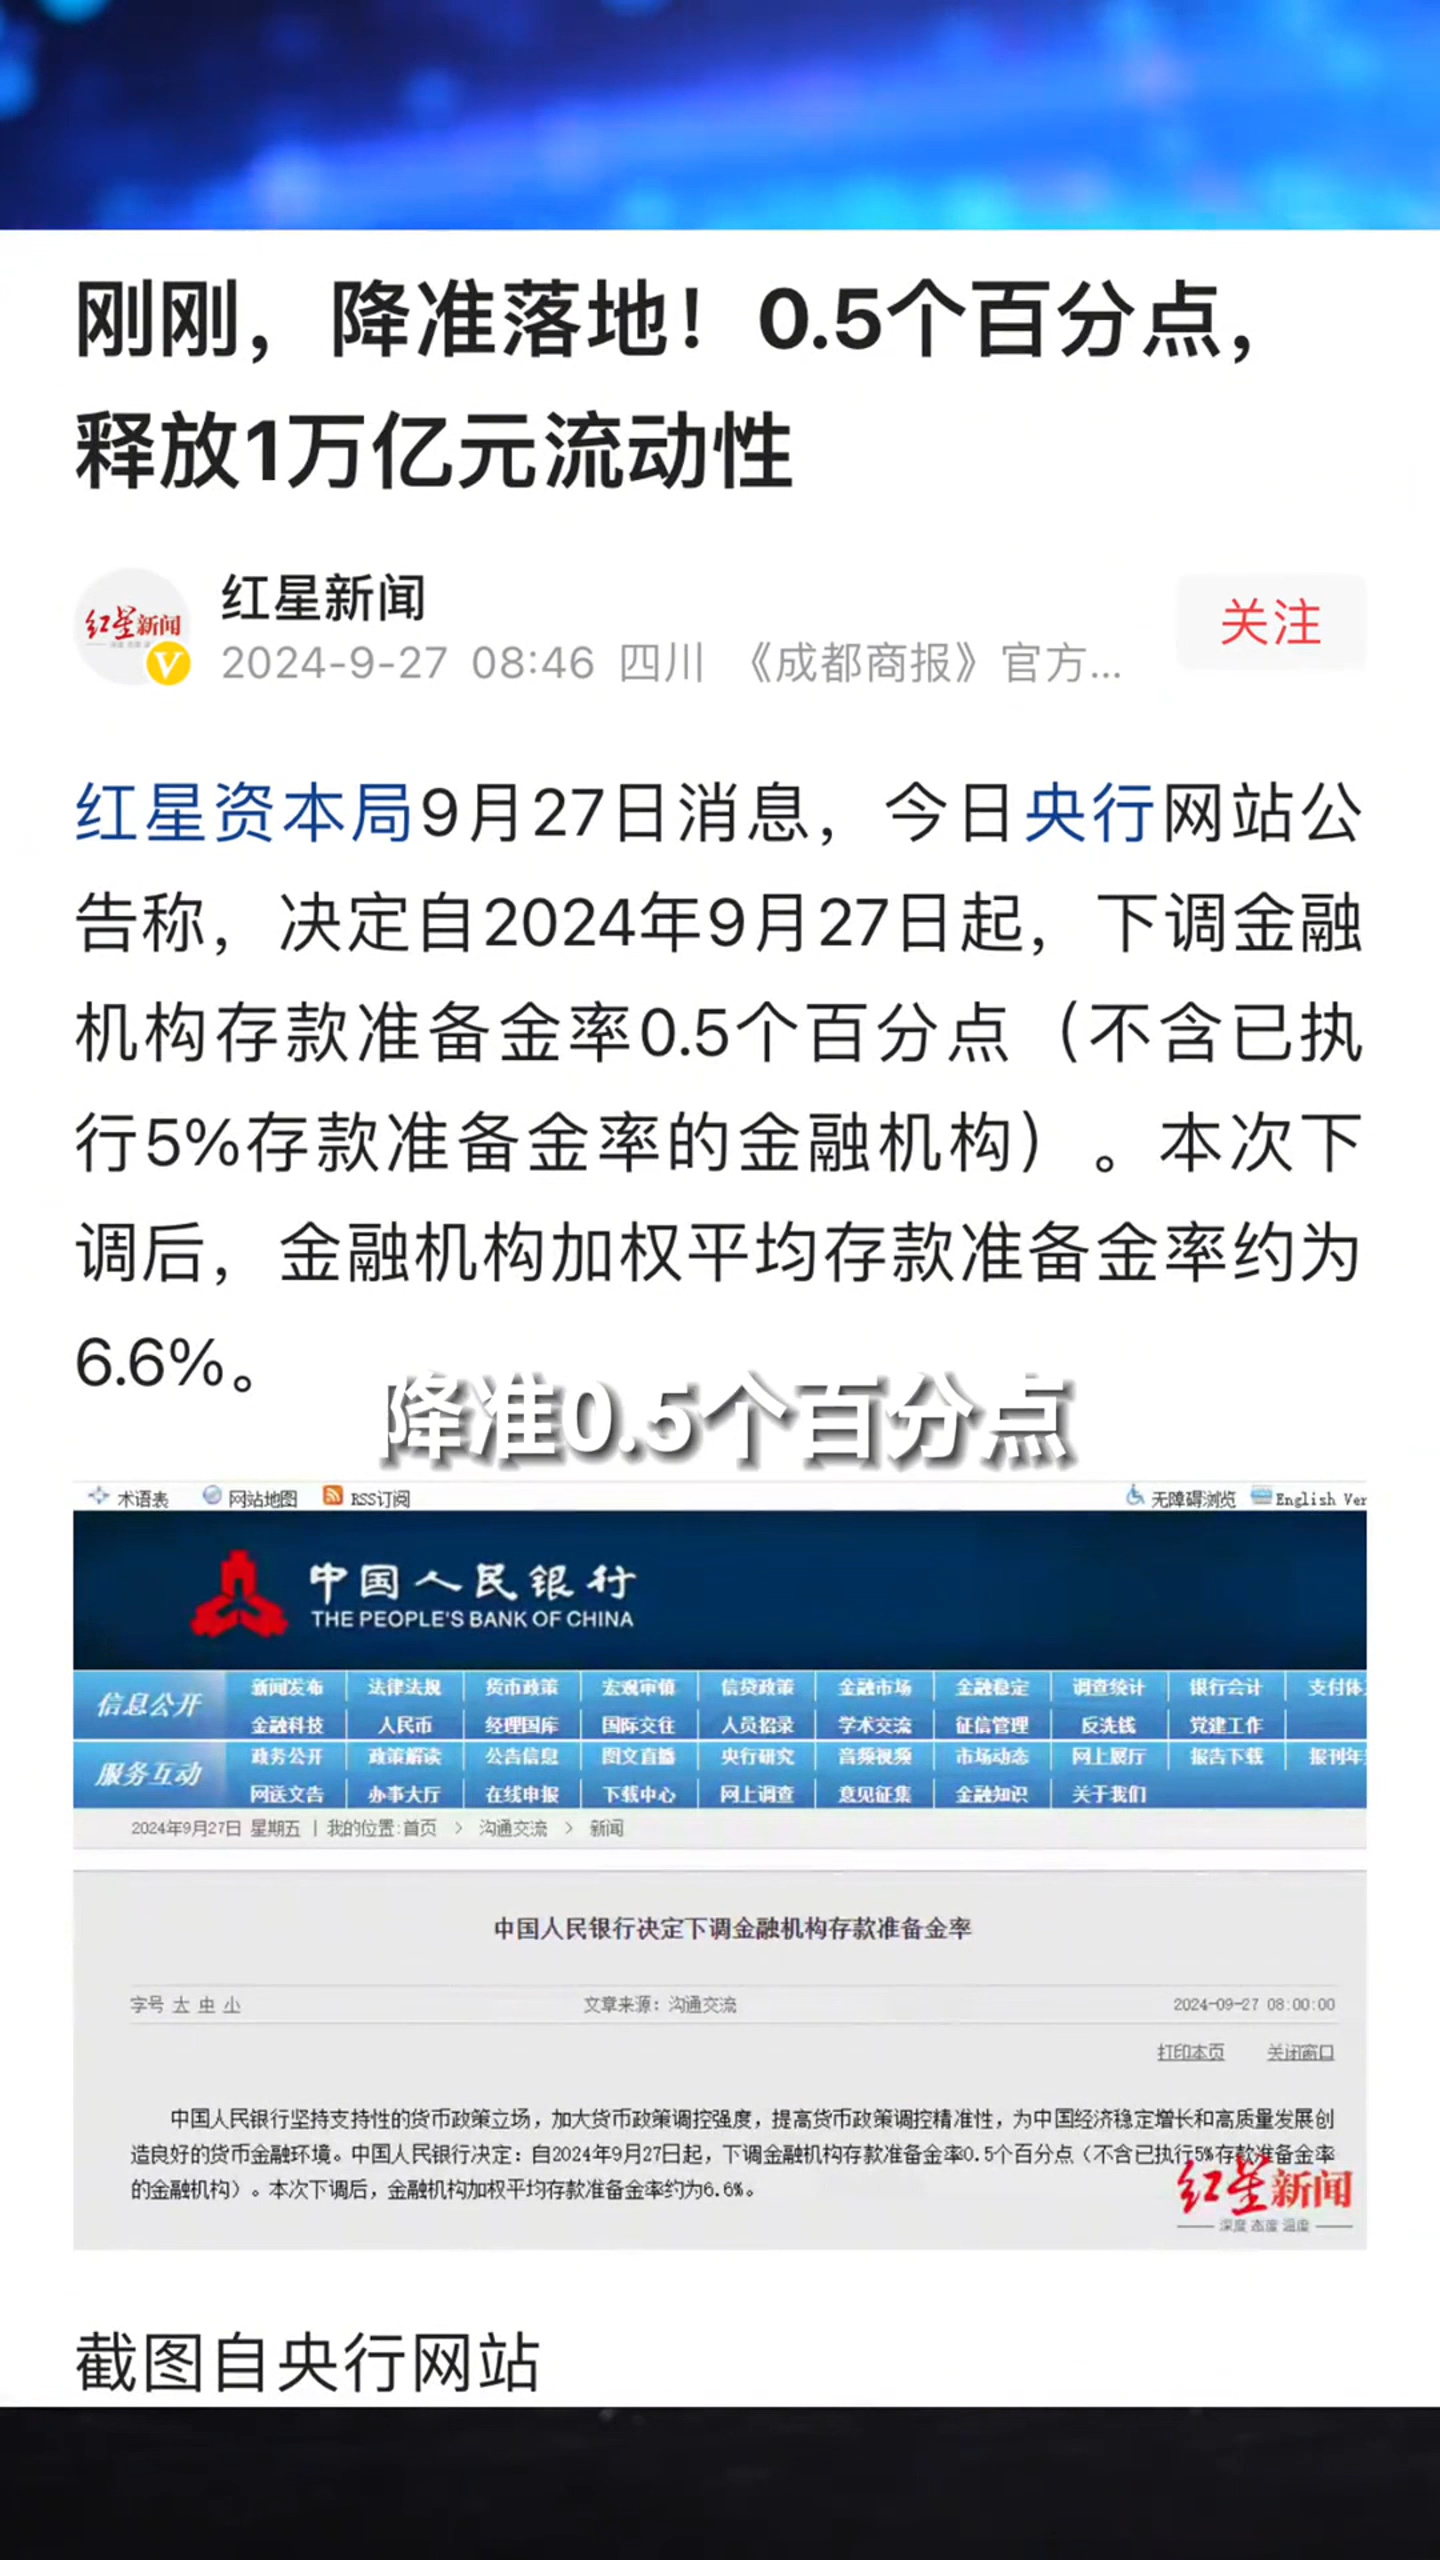 刚刚，降准落地！0.5个百分点，
释放1万亿元流动性
红星新闻
红星新闻
2024-9-27 08:46 四川 《成都商报》官方...
关注
红星资本局9月27日消息，今日央行网站公
告称，决定自2024年9月27日起，下调金融
机构存款准备金率0.5个百分点（不含已执
行5%存款准备金率的金融机构）。本次下
调后，金融机构加权平均存款准备金率约为
6.6%。
降准0.5个百分点
术语表 网站地图 RSS订阅 无障碍浏览 English Ver
中国人民银行
THE PEOPLE'S BANK OF CHINA
信息公开
新闻发布 法律法规 货币政策 宏观审慎 信贷政策 金融市场 金融稳定 调查统计 银行会计 支付体
金融科技 人民币 经理国库 国际交往 人员招录 学术交流 征信管理 反洗钱 党建工作
服务互动
政务公开 政策解读 公告信息 图文直播 央行研究 音频视频 市场动态 网上展厅 报告下载 报刊年
网送文告 办事大厅 在线申报 下载中心 网上调查 意见征集 金融知识 关于我们
2024年9月27日 星期五 | 我的位置:首页 > 沟通交流 > 新闻
中国人民银行决定下调金融机构存款准备金率
字号 大 中 小 文章来源：沟通交流 2024-09-27 08:00:00
打印本页 关闭窗口
中国人民银行坚持支持性的货币政策立场，加大货币政策调控强度，提高货币政策调控精准性，为中国经济稳定增长和高质量发展创
造良好的货币金融环境。中国人民银行决定：自2024年9月27日起，下调金融机构存款准备金率0.5个百分点（不含已执行5%存款准备金率
的金融机构）。本次下调后，金融机构加权平均存款准备金率约为6.6%。
红星新闻
深度 态度 温度
截图自央行网站